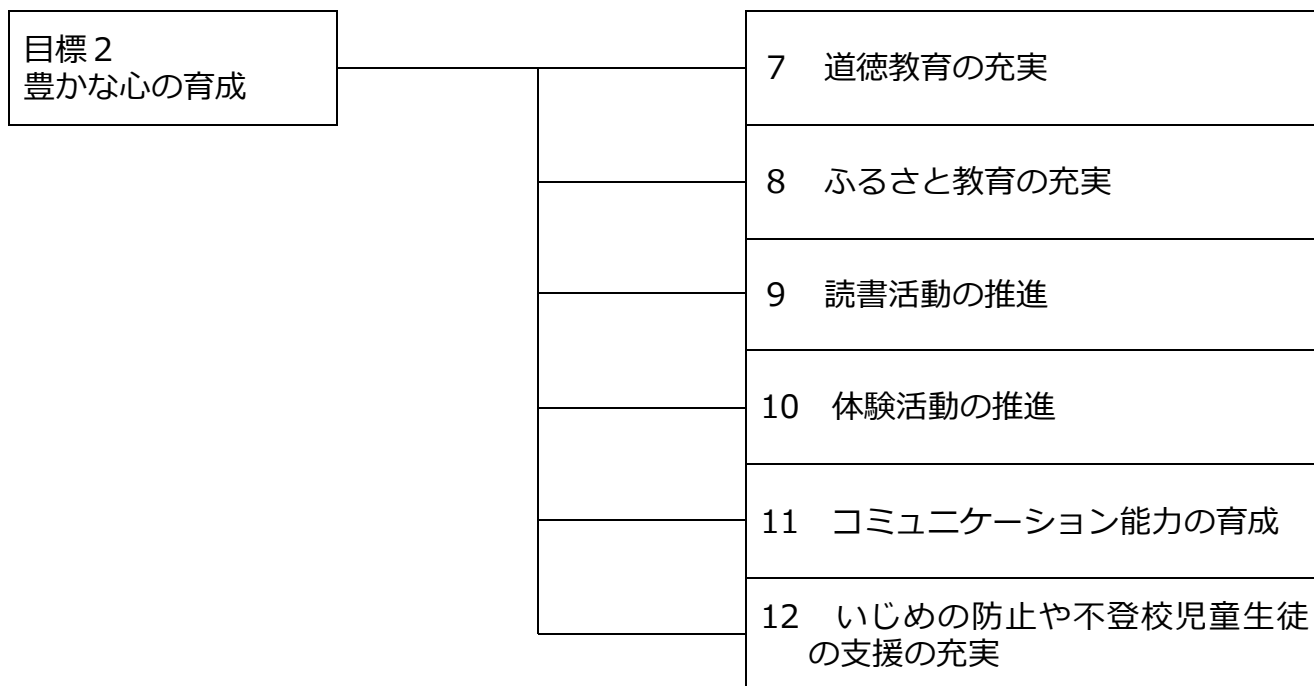 目標２
豊かな心の育成
7　道徳教育の充実
8　ふるさと教育の充実
9　読書活動の推進
10　体験活動の推進
11　コミュニケーション能力の育成
12　いじめの防止や不登校児童生徒
の支援の充実